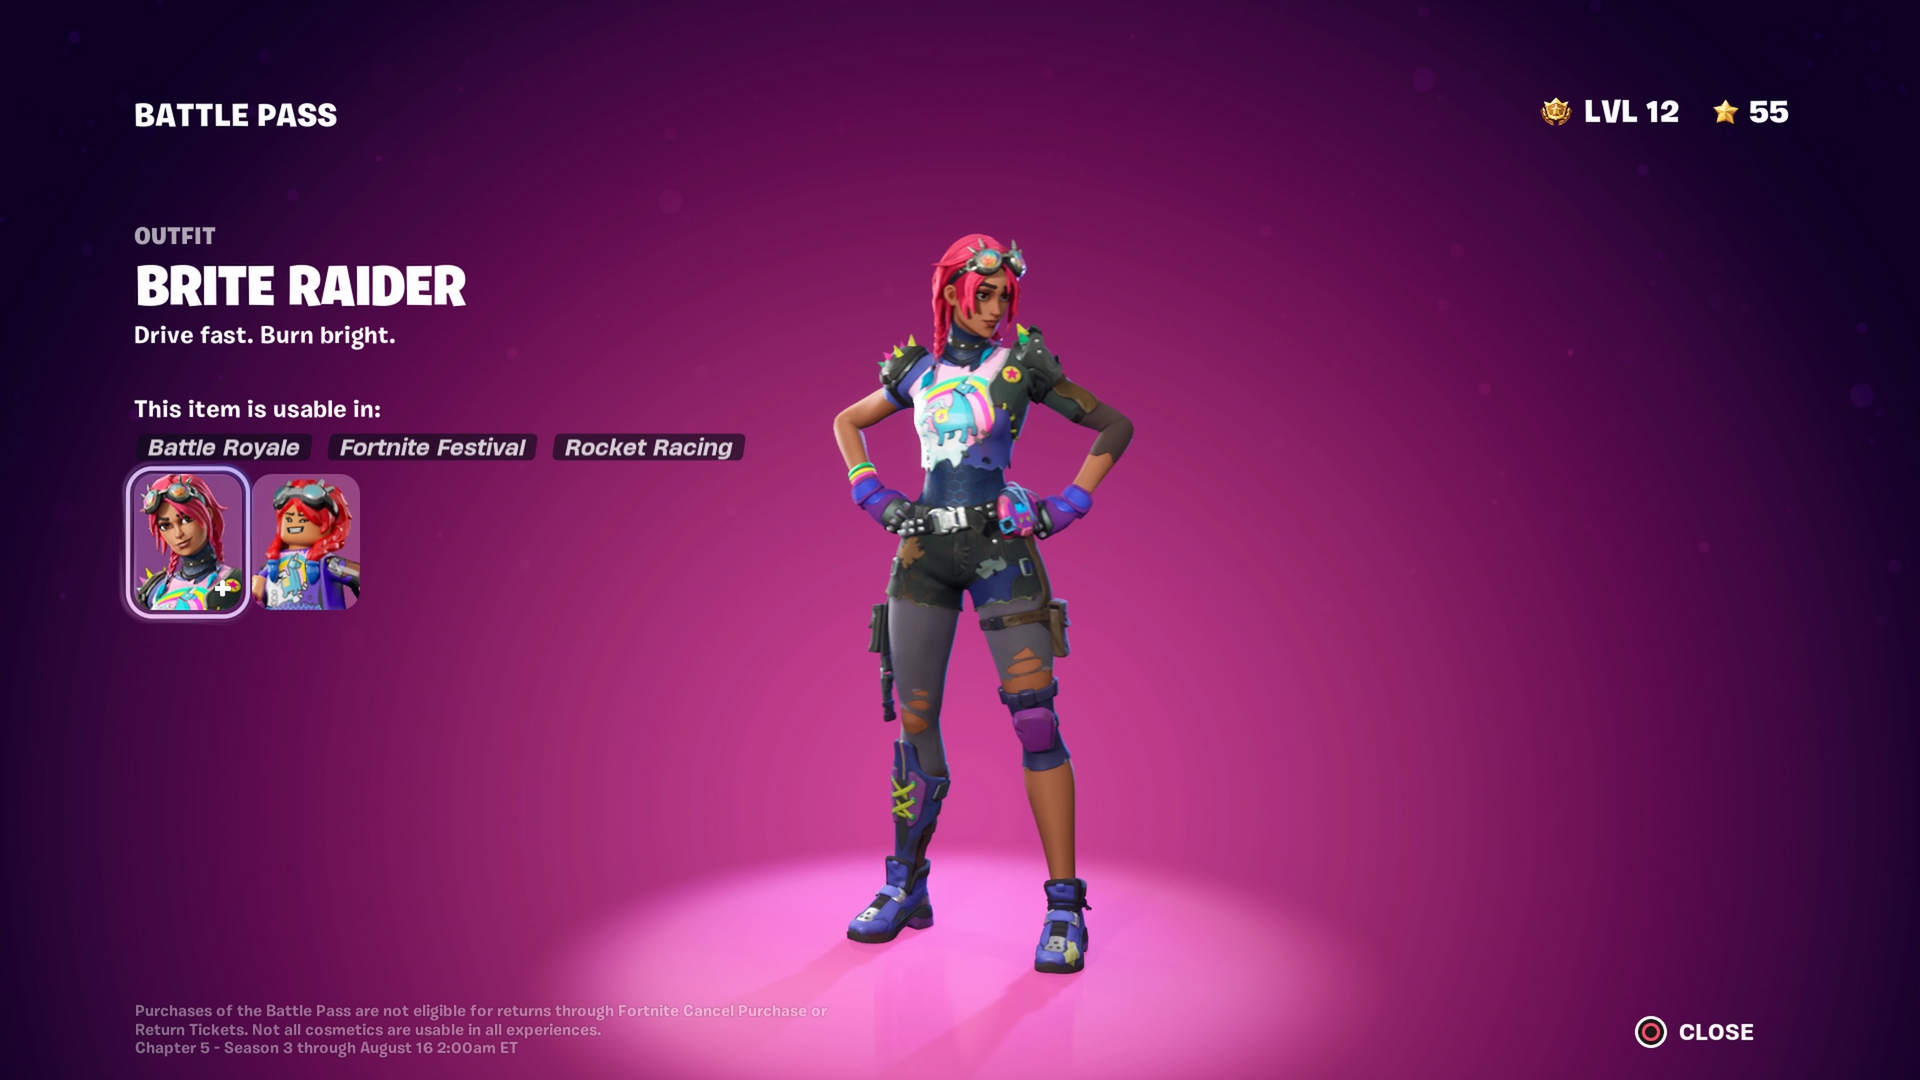 BATTLE PASS
LVL 12
55
OUTFIT
BRITE RAIDER
Drive fast. Burn bright.
This item is usable in:
Battle Royale
Fortnite Festival
Rocket Racing
Purchases of the Battle Pass are not eligible for returns through Fortnite Cancel Purchase or
Return Tickets. Not all cosmetics are usable in all experiences.
Chapter 5 - Season 3 through August 16 2:00am ET
CLOSE